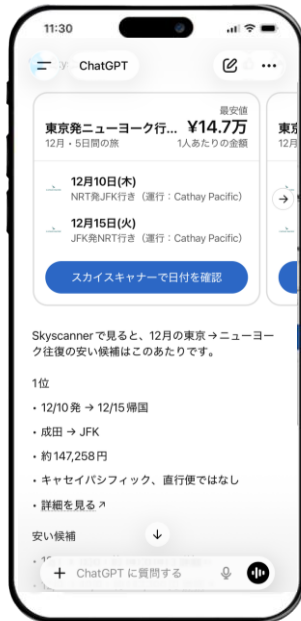 11:30
ChatGPT
最安値
東京発ニューヨーク行... ¥14.7万
12月・5日間の旅
1人あたりの金額
12月10日(木)
NRT発JFK行き（運行：Cathay Pacific）
12月15日(火)
JFK発NRT行き（運行：Cathay Pacific）
スカイスキャナーで日付を確認
東京
12月
Skyscannerで見ると、12月の東京→ニューヨー
ク往復の安い候補はこのあたりです。
1位
・12/10発 → 12/15帰国
・成田 → JFK
・約147,258円
・キャセイパシフィック、直行便ではなし
・詳細を見る↗
安い候補
ChatGPT に質問する